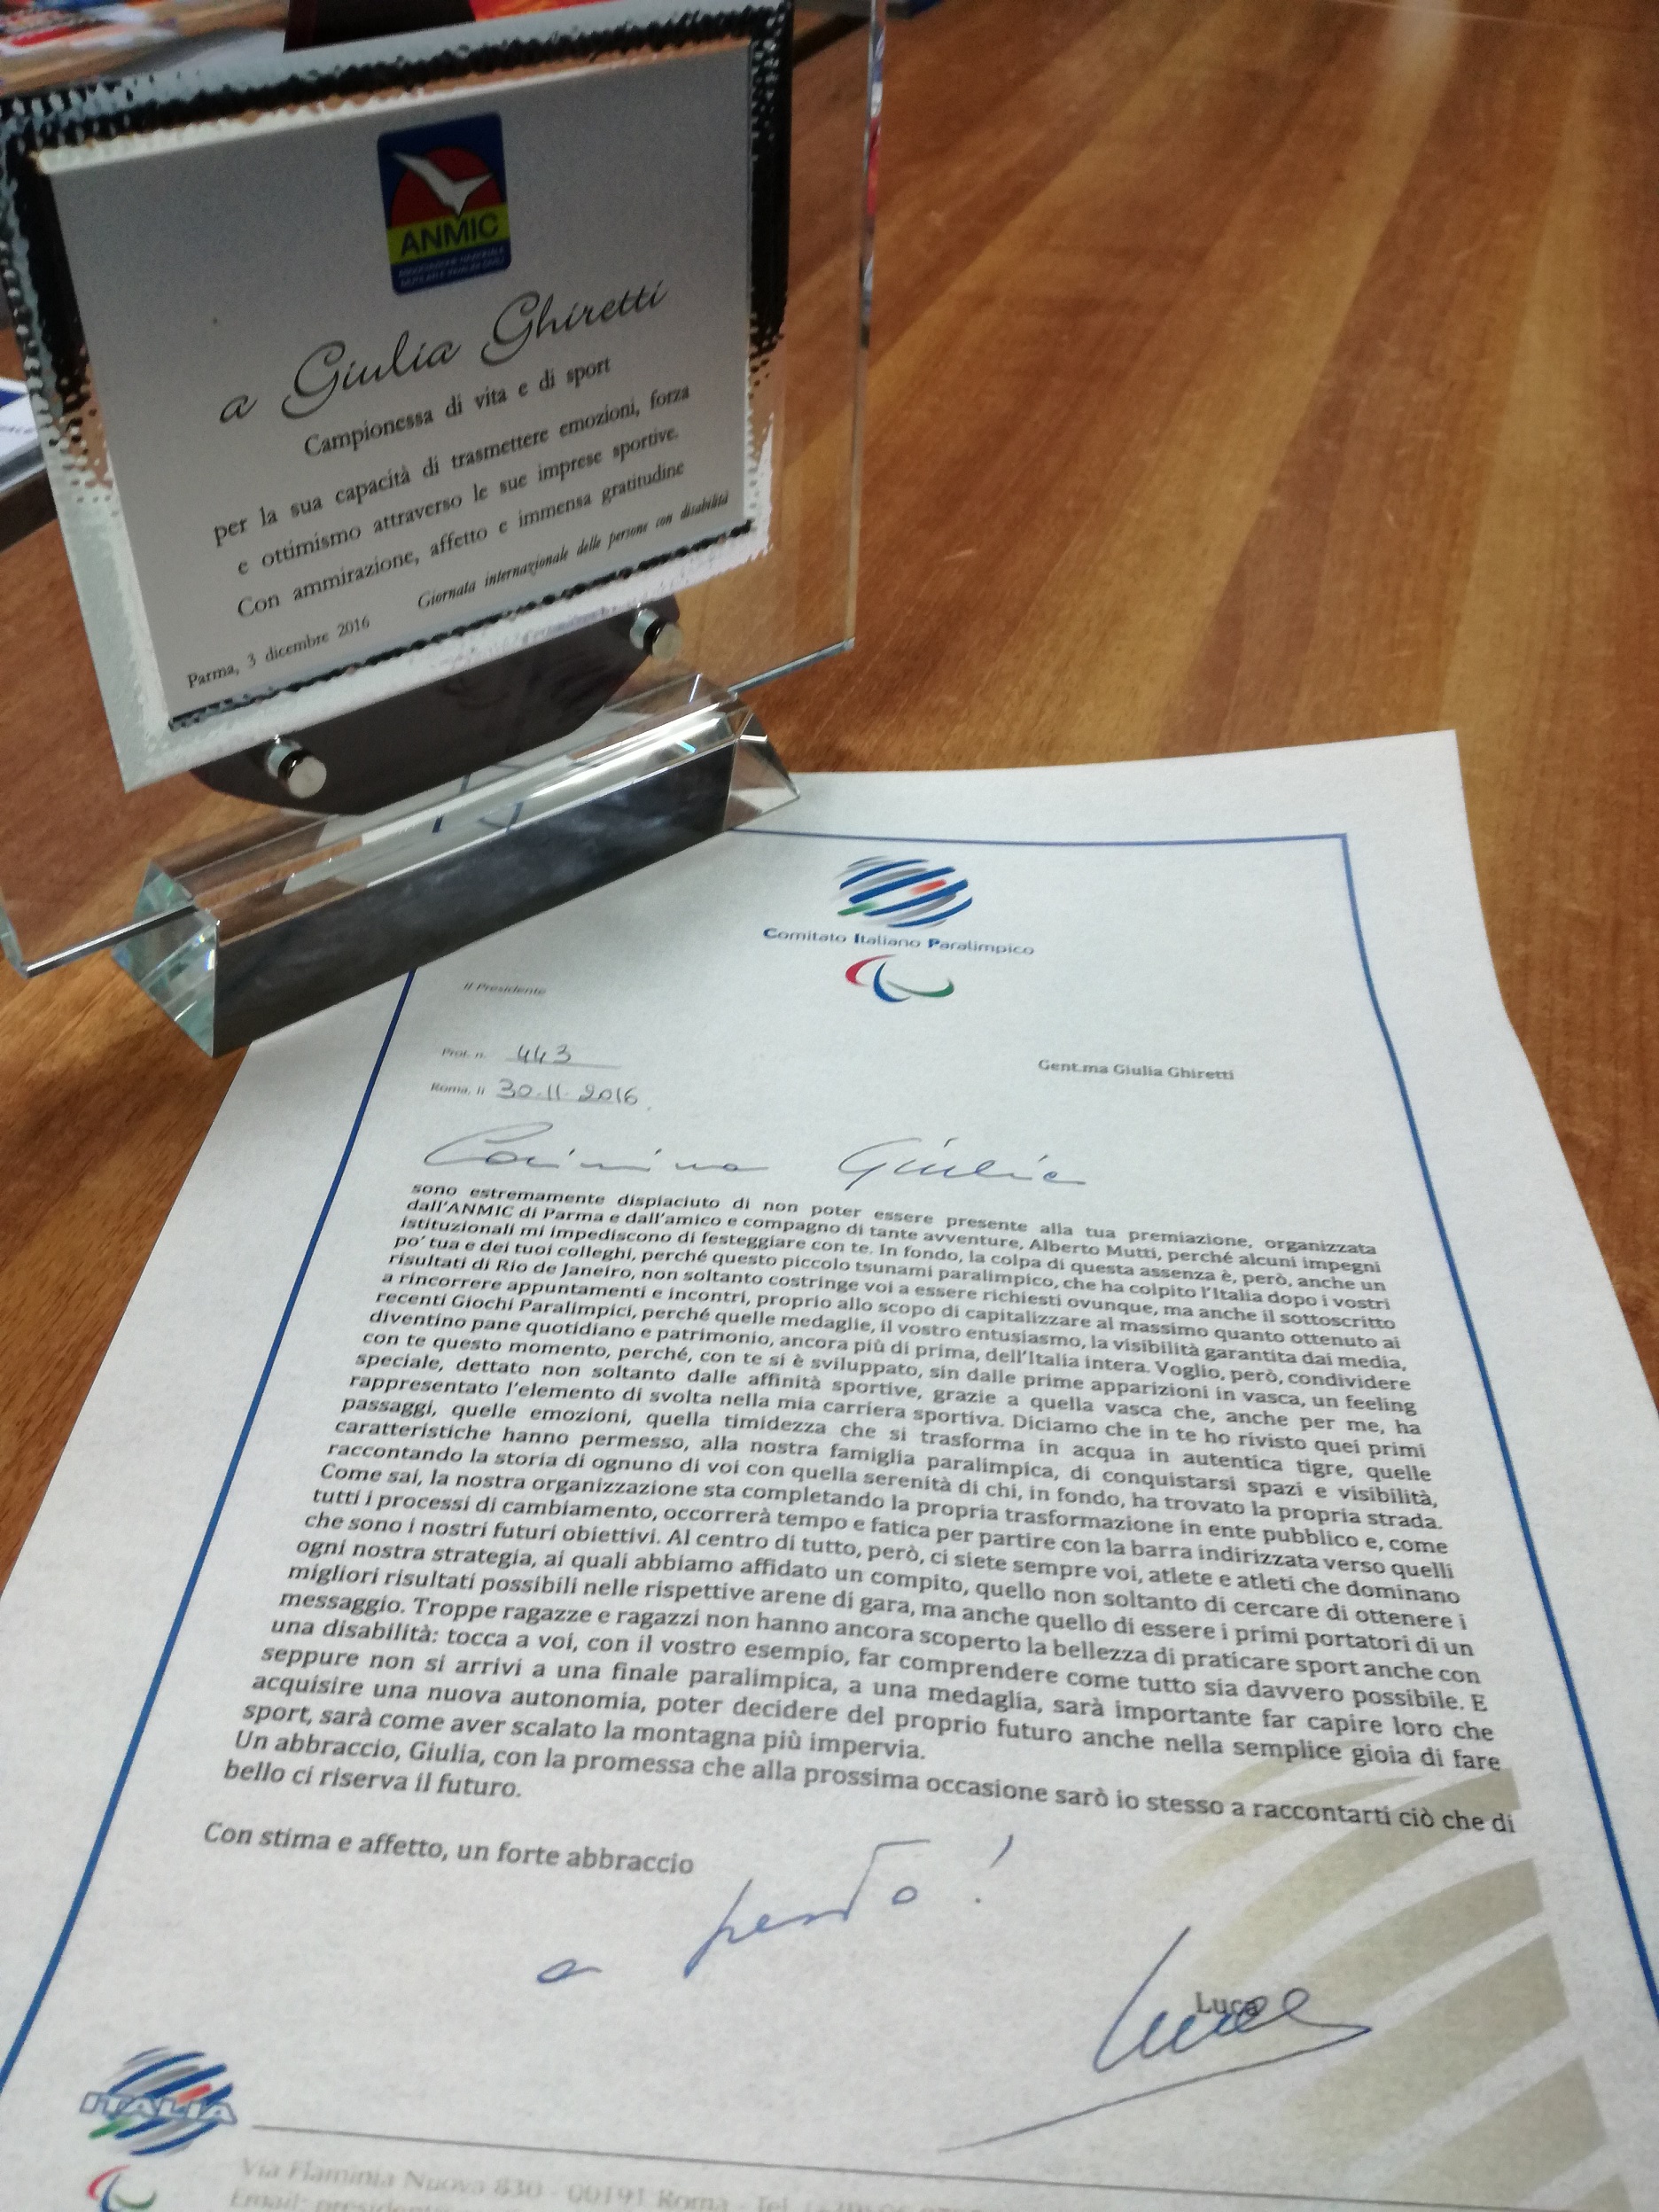 ANMIC
a Giulia Ghiretti
Campionessa di vita e di sport
per la sua capacità di trasmettere emozioni, forza
e ottimismo attraverso le sue imprese sportive.
Con ammirazione, affetto e immensa gratitudine
Parma, 3 dicembre 2016 Giornata internazionale delle persone con disabilità
Comitato Italiano Paralimpico
Il Presidente
Prot. n. 443
Gent.ma Giulia Ghiretti
Roma, li 30.11.2016
Carissima Giulia
sono estremamente dispiaciuto di non poter essere presente alla tua premiazione, organizzata
dall'ANMIC di Parma e dall'amico e compagno di tante avventure, Alberto Mutti, perché alcuni impegni
istituzionali mi impediscono di festeggiare con te. In fondo, la colpa di questa assenza è, però, anche un
po' tua e dei tuoi colleghi, perché questo piccolo tsunami paralimpico, che ha colpito l'Italia dopo i vostri
risultati di Rio de Janeiro, non soltanto costringe voi a essere richiesti ovunque, ma anche il sottoscritto
a rincorrere appuntamenti e incontri, proprio allo scopo di capitalizzare al massimo quanto ottenuto ai
recenti Giochi Paralimpici, perché quelle medaglie, il vostro entusiasmo, la visibilità garantita dai media,
diventino pane quotidiano e patrimonio, ancora più di prima, dell'Italia intera. Voglio, però, condividere
con te questo momento, perché, con te si è sviluppato, sin dalle prime apparizioni in vasca, un feeling
speciale, dettato non soltanto dalle affinità sportive, grazie a quella vasca che, anche per me, ha
rappresentato l'elemento di svolta nella mia carriera sportiva. Diciamo che in te ho rivisto quei primi
passaggi, quelle emozioni, quella timidezza che si trasforma in acqua in autentica tigre, quelle
caratteristiche hanno permesso, alla nostra famiglia paralimpica, di conquistarsi spazi e visibilità,
raccontando la storia di ognuno di voi con quella serenità di chi, in fondo, ha trovato la propria strada.
Come sai, la nostra organizzazione sta completando la propria trasformazione in ente pubblico e, come
tutti i processi di cambiamento, occorrerà tempo e fatica per partire con la barra indirizzata verso quelli
che sono i nostri futuri obiettivi. Al centro di tutto, però, ci siete sempre voi, atlete e atleti che dominano
ogni nostra strategia, ai quali abbiamo affidato un compito, quello non soltanto di cercare di ottenere i
migliori risultati possibili nelle rispettive arene di gara, ma anche quello di essere i primi portatori di un
messaggio. Troppe ragazze e ragazzi non hanno ancora scoperto la bellezza di praticare sport anche con
una disabilità: tocca a voi, con il vostro esempio, far comprendere come tutto sia davvero possibile. E
seppure non si arrivi a una finale paralimpica, a una medaglia, sarà importante far capire loro che
acquisire una nuova autonomia, poter decidere del proprio futuro anche nella semplice gioia di fare
sport, sarà come aver scalato la montagna più impervia.
Un abbraccio, Giulia, con la promessa che alla prossima occasione sarò io stesso a raccontarti ciò che di
bello ci riserva il futuro.
Con stima e affetto, un forte abbraccio
a presto!
Luca
Luca
ITALIA
Via Flaminia Nuova 830 - 00191 Roma - Tel.
Email: